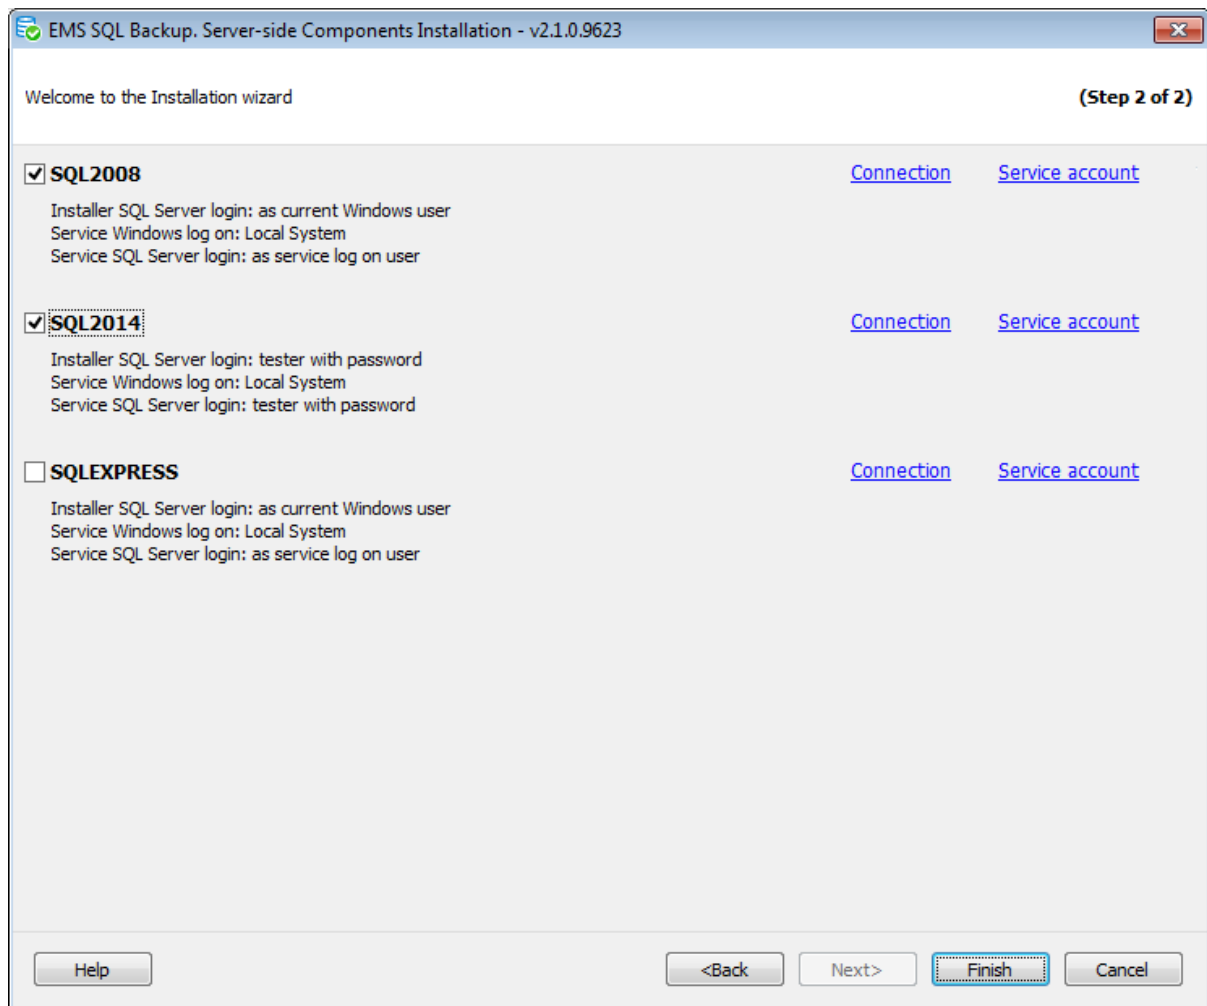 EMS SQL Backup. Server-side Components Installation - v2.1.0.9623
Welcome to the Installation wizard (Step 2 of 2)
SQL2008 Connection Service account
Installer SQL Server login: as current Windows user
Service Windows log on: Local System
Service SQL Server login: as service log on user
SQL2014 Connection Service account
Installer SQL Server login: tester with password
Service Windows log on: Local System
Service SQL Server login: tester with password
SQLEXPRESS Connection Service account
Installer SQL Server login: as current Windows user
Service Windows log on: Local System
Service SQL Server login: as service log on user
Help <Back Next> Finish Cancel